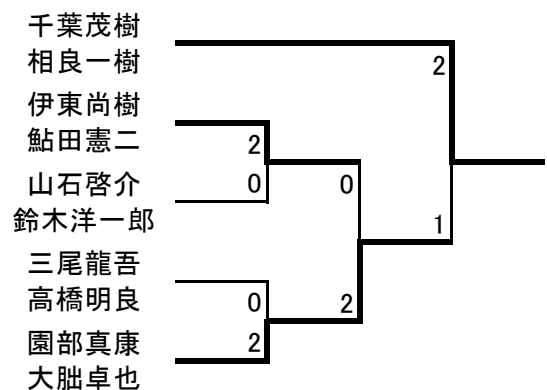 千葉茂樹
相良一樹
2
伊東尚樹
鮎田憲二
2
山石啓介
0
0
鈴木洋一郎
1
三尾龍吾
高橋明良
0
2
園部真康
2
大朏卓也